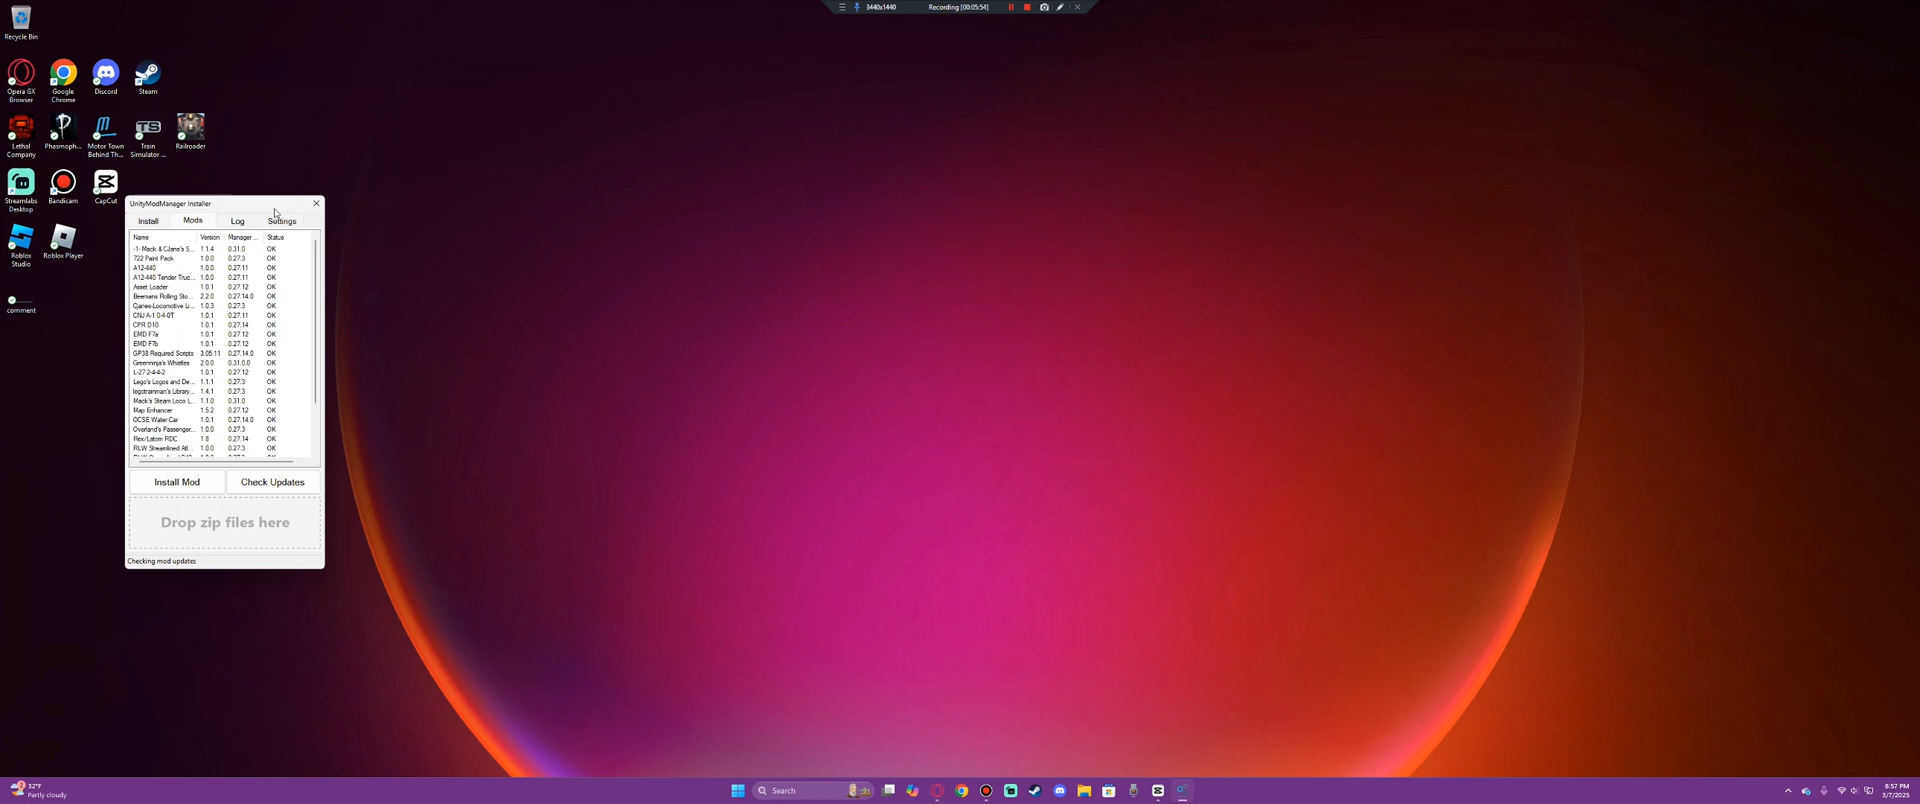 3440x1440
Recording [00:05:54]
Recycle Bin
Opera GX Browser
Google Chrome
Discord
Steam
Lethal Company
Phasmoph...
Motor Town Behind Th...
Train Simulator ...
Railroader
Streamlabs Desktop
Bandicam
CapCut
Roblox Studio
Roblox Player
comment
UnityModManager Installer
Install Mods Log Settings
Name Version Manager ... Status
-1- Mack & CJane's S... 1.1.4 0.31.0 OK
722 Paint Pack 1.0.0 0.27.3 OK
A12-440 1.0.0 0.27.11 OK
A12-440 Tender Truc... 1.0.0 0.27.11 OK
Asset Loader 1.0.1 0.27.12 OK
Beemans Rolling Sto... 2.2.0 0.27.14.0 OK
Cjanes-Locomotive Li... 1.0.3 0.27.3 OK
CNJ A-1 0-4-0T 1.0.1 0.27.11 OK
CPR D10 1.0.1 0.27.14 OK
EMD F7a 1.0.1 0.27.12 OK
EMD F7b 1.0.1 0.27.12 OK
GP38 Required Scripts 3.05.11 0.27.14.0 OK
Greenninja's Whistles 2.0.0 0.31.0.0 OK
L-27 2-4-4-2 1.0.1 0.27.12 OK
Lego's Logos and De... 1.1.1 0.27.3 OK
legotrainman's Library... 1.4.1 0.27.3 OK
Mack's Steam Loco L... 1.1.0 0.31.0 OK
Map Enhancer 1.5.2 0.27.12 OK
OCSE Water Car 1.0.1 0.27.14.0 OK
Overland's Passenger... 1.0.0 0.27.3 OK
Rex/Latom RDC 1.8 0.27.14 OK
RLW Streamlined Atl... 1.0.0 0.27.3 OK
Install Mod Check Updates
Drop zip files here
Checking mod updates
32°F
Partly cloudy
Search
8:57 PM
3/7/2025